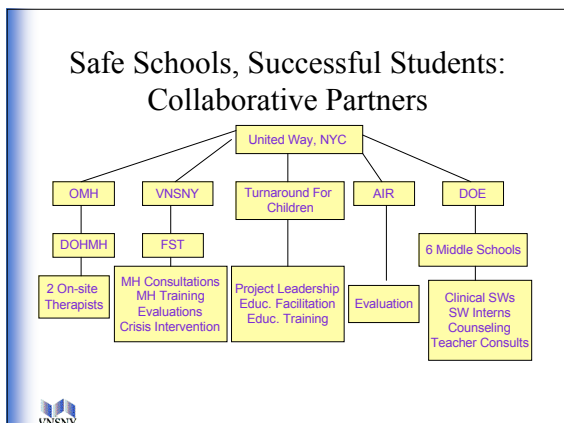 Safe Schools, Successful Students:
Collaborative Partners
United Way, NYC
OMH
VNSNY
Turnaround For
Children
AIR
DOE
DOHMH
FST
6 Middle Schools
2 On-site
Therapists
MH Consultations
MH Training
Evaluations
Crisis Intervention
Project Leadership
Educ. Facilitation
Educ. Training
Evaluation
Clinical SWs
SW Interns
Counseling
Teacher Consults
VNSNY